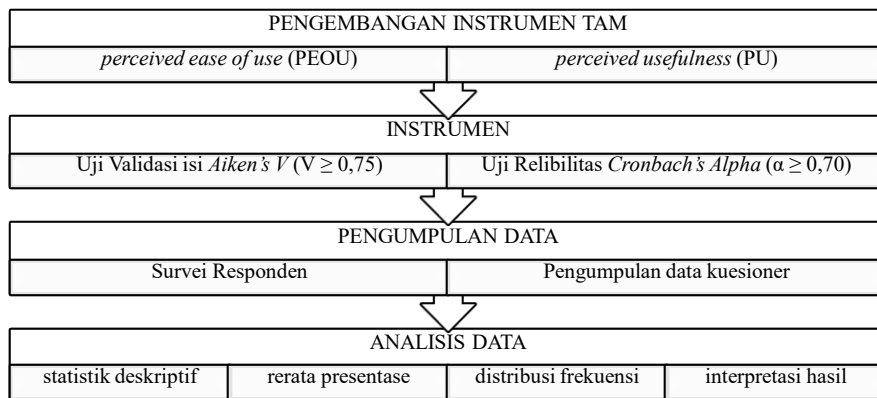 PENGEMBANGAN INSTRUMEN TAM
perceived ease of use (PEOU)
perceived usefulness (PU)
INSTRUMEN
Uji Validasi isi Aiken's V (V ≥ 0,75)
Uji Relibilitas Cronbach's Alpha (α ≥ 0,70)
PENGUMPULAN DATA
Survei Responden
Pengumpulan data kuesioner
ANALISIS DATA
statistik deskriptif
rerata presentase
distribusi frekuensi
interpretasi hasil